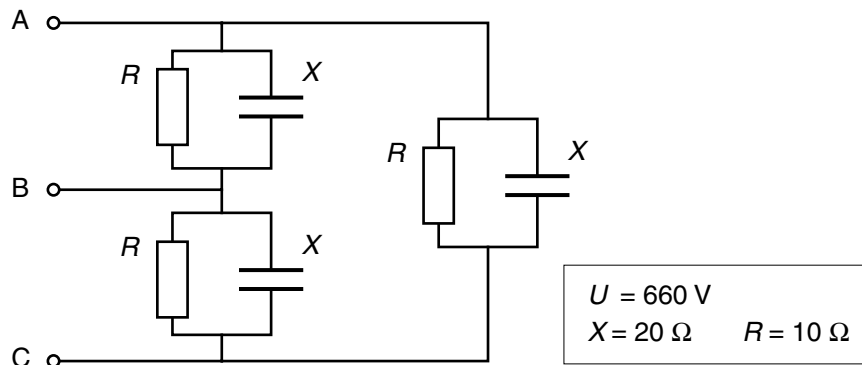 A
R
X
R
X
B
R
X
C
U = 660 V
X = 20 Ω R = 10 Ω